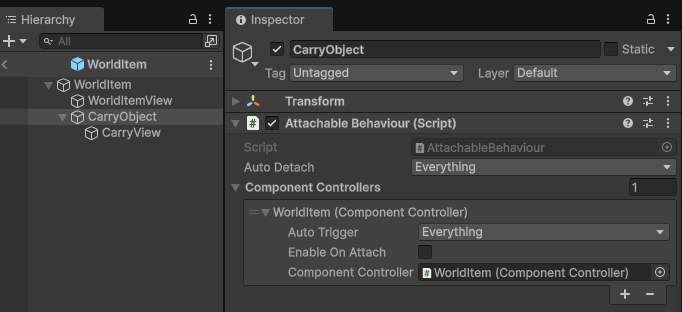 Hierarchy
All
WorldItem
WorldItem
WorldItemView
CarryObject
CarryView
Inspector
CarryObject
Static
Tag Untagged Layer Default
Transform
# Attachable Behaviour (Script)
Script # AttachableBehaviour
Auto Detach Everything
Component Controllers 1
WorldItem (Component Controller)
Auto Trigger Everything
Enable On Attach
Component Controller # WorldItem (Component Controller)